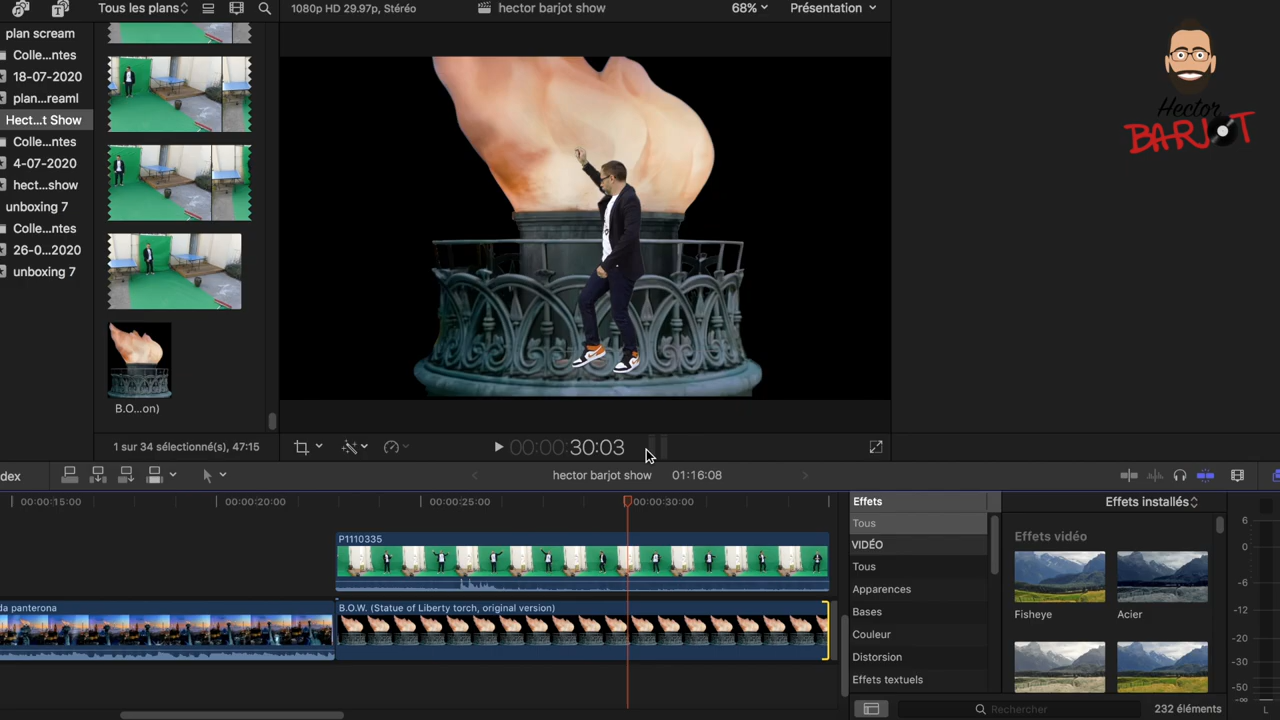 Tous les plans
1080p HD 29.97p, Stéréo
hector barjot show
68%
Présentation
plan scream
Colle...ntes
18-07-2020
plan...reaml
Hect...t Show
Colle...ntes
4-07-2020
hect...show
unboxing 7
Colle...ntes
26-0...2020
unboxing 7
B.O...on)
1 sur 34 sélectionné(s), 47:15
00:00:30:03
Hector
BARJOT
dex
hector barjot show
01:16:08
00:00:15:00
00:00:20:00
00:00:25:00
00:00:30:00
P1110335
da panterona
B.O.W. (Statue of Liberty torch, original version)
Effets
Tous
VIDÉO
Tous
Apparences
Bases
Couleur
Distorsion
Effets textuels
Effets installés
Effets vidéo
Fisheye
Acier
Rechercher
232 éléments
6
0
-6
-12
-20
-30
-50
-∞
L